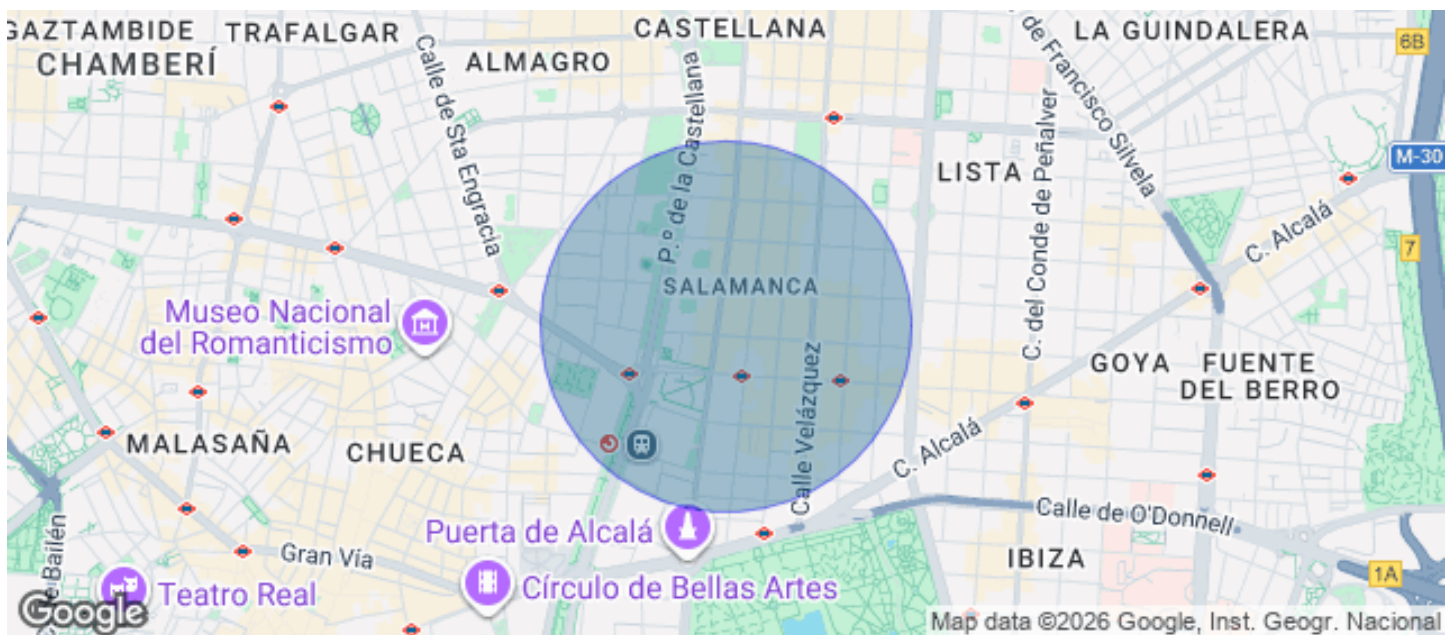 GAZTAMBIDE
TRAFALGAR
CASTELLANA
LA GUINDALERA
6B
CHAMBERÍ
ALMAGRO
Calle de Sta Engracia
P.º de la Castellana
de Francisco Silvela
C. del Conde de Peñalver
LISTA
M-30
C. Alcalá
7
SALAMANCA
Museo Nacional
del Romanticismo
Calle Velázquez
GOYA
FUENTE
DEL BERRO
MALASAÑA
CHUECA
C. Alcalá
Calle de O'Donnell
Puerta de Alcalá
Gran Vía
IBIZA
Bailén
Teatro Real
Círculo de Bellas Artes
1A
Google
Map data ©2026 Google, Inst. Geogr. Nacional